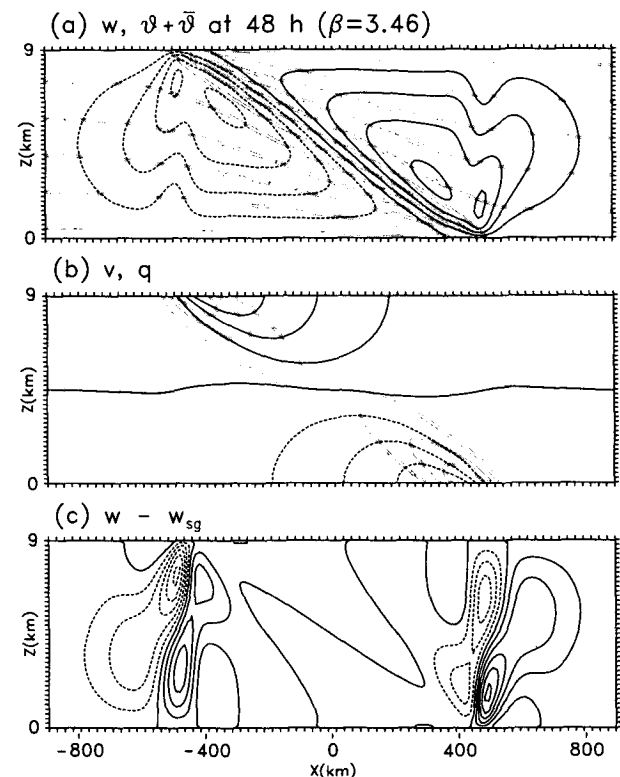 (a) w, ϑ+ϑ̄ at 48 h (β=3.46)
9
Z(km)
0
(b) v, q
9
Z(km)
0
(c) w - w_sg
9
Z(km)
0
-800 -400 0 400 800
X(km)